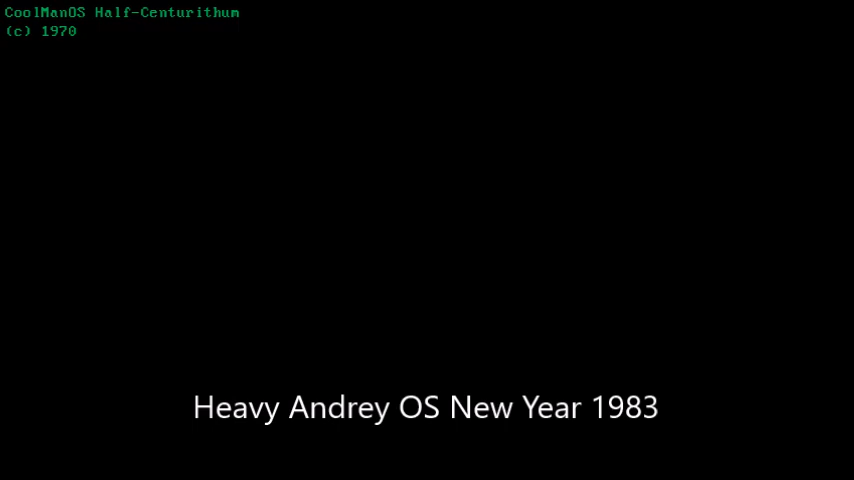 CoolManOS Half-Centurithum
(c) 1970
Heavy Andrey OS New Year 1983